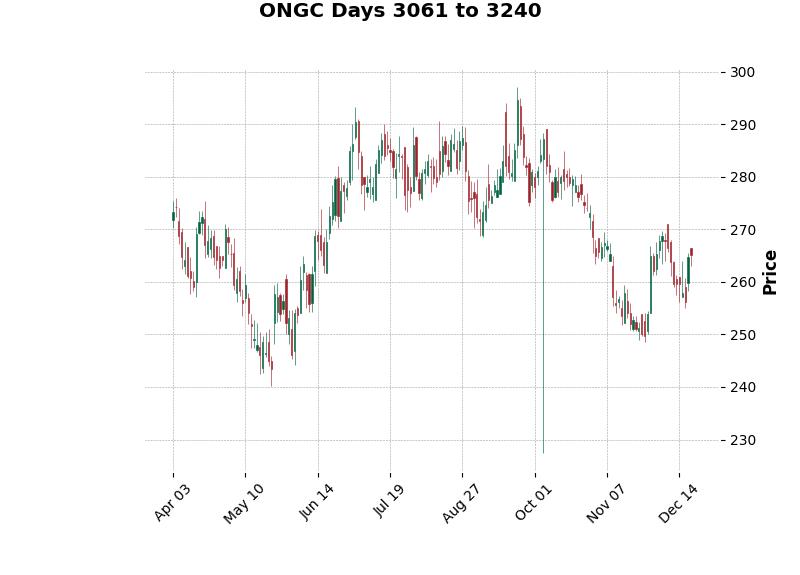 ONGC Days 3061 to 3240
300
290
280
270
260
250
240
230
Price
Apr 03
May 10
Jun 14
Jul 19
Aug 27
Oct 01
Nov 07
Dec 14